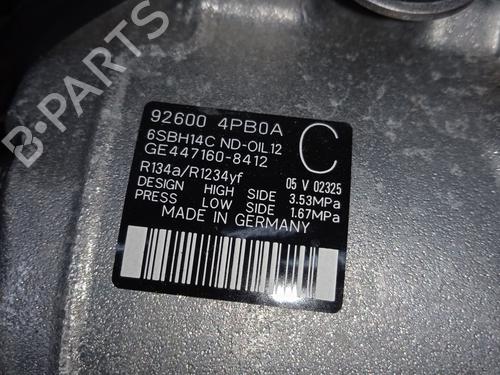 92600 4PB0A
C
6SBH14C ND-OIL12
GE447160-8412
R134a/R1234yf 05 V 02325
DESIGN HIGH SIDE 3.53MPa
PRESS LOW SIDE 1.67MPa
MADE IN GERMANY